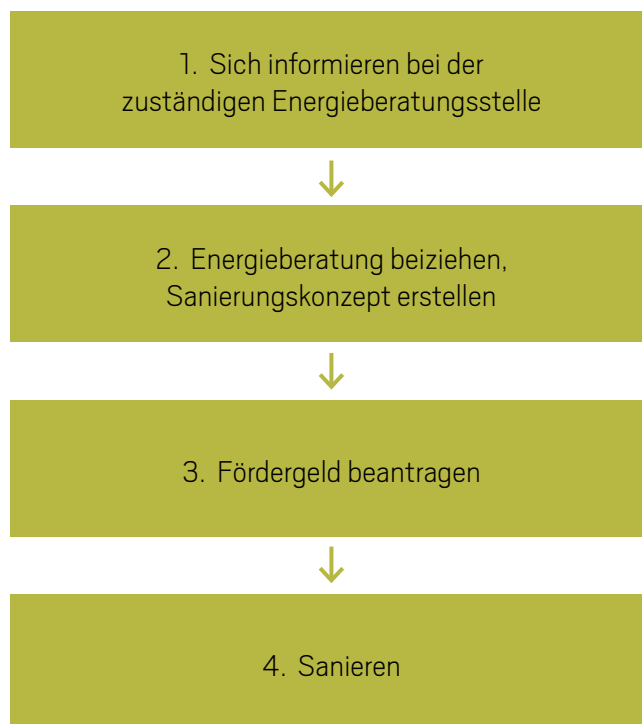 1. Sich informieren bei der
zuständigen Energieberatungsstelle
2. Energieberatung beiziehen,
Sanierungskonzept erstellen
3. Fördergeld beantragen
4. Sanieren